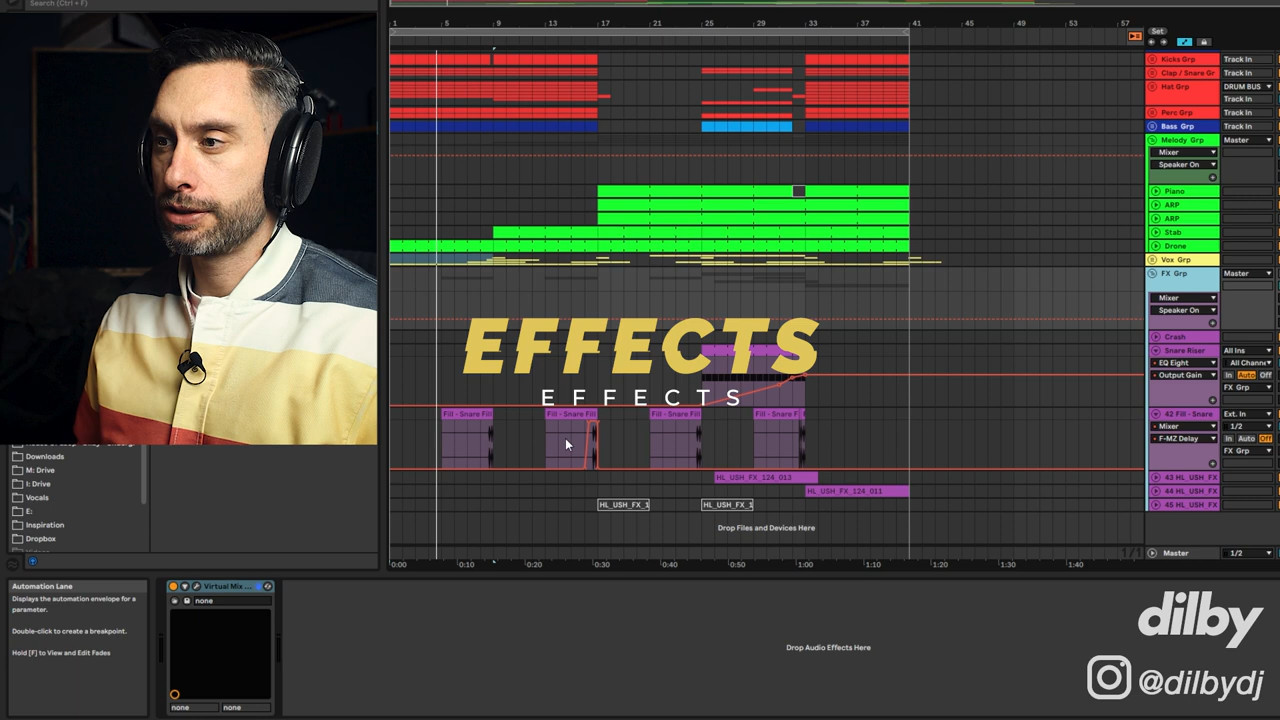 Search (Ctrl + F)
1 5 9 13 17 21 25 29 33 37 41 45 49 53 57
Set
Kicks Grp Track In
Clap / Snare Gr Track In
Hat Grp DRUM BUS
Track In
Perc Grp Track In
Bass Grp Track In
Melody Grp Master
Mixer
Speaker On
Piano
ARP
ARP
Stab
Drone
Vox Grp
FX Grp Master
Mixer
Speaker On
EFFECTS
EFFECTS
Crash
Snare Riser All Ins
EQ Eight All Channe
Output Gain In Auto Off
FX Grp
Fill - Snare Fill Fill - Snare Fill Fill - Snare Fill Fill - Snare F
42 Fill - Snare Ext. In
Mixer 1/2
F-MZ Delay In Auto Off
FX Grp
HL_USH_FX_124_013 43 HL_USH_FX
HL_USH_FX_124_011 44 HL_USH_FX
HL_USH_FX_1 HL_USH_FX_1 45 HL_USH_FX
Drop Files and Devices Here
1/1 Master 1/2
0:00 0:10 0:20 0:30 0:40 0:50 1:00 1:10 1:20 1:30 1:40
Downloads
M: Drive
I: Drive
Vocals
E:
Inspiration
Dropbox
Automation Lane
Displays the automation envelope for a
parameter.
Double-click to create a breakpoint.
Hold [F] to View and Edit Fades
Virtual Mix ...
none
none none
Drop Audio Effects Here
dilby
@dilbydj